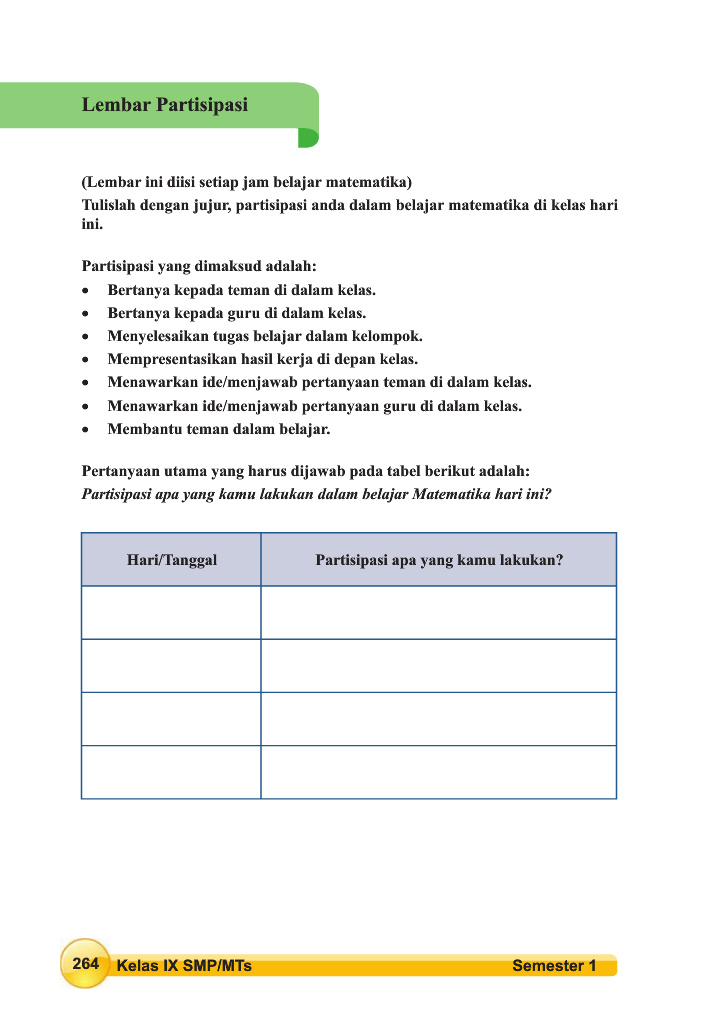 Lembar Partisipasi
(Lembar ini diisi setiap jam belajar matematika)
Tulislah dengan jujur, partisipasi anda dalam belajar matematika di kelas hari
ini.
Partisipasi yang dimaksud adalah:
• Bertanya kepada teman di dalam kelas.
• Bertanya kepada guru di dalam kelas.
• Menyelesaikan tugas belajar dalam kelompok.
• Mempresentasikan hasil kerja di depan kelas.
• Menawarkan ide/menjawab pertanyaan teman di dalam kelas.
• Menawarkan ide/menjawab pertanyaan guru di dalam kelas.
• Membantu teman dalam belajar.
Pertanyaan utama yang harus dijawab pada tabel berikut adalah:
Partisipasi apa yang kamu lakukan dalam belajar Matematika hari ini?
Hari/Tanggal Partisipasi apa yang kamu lakukan?
264 Kelas IX SMP/MTs Semester 1